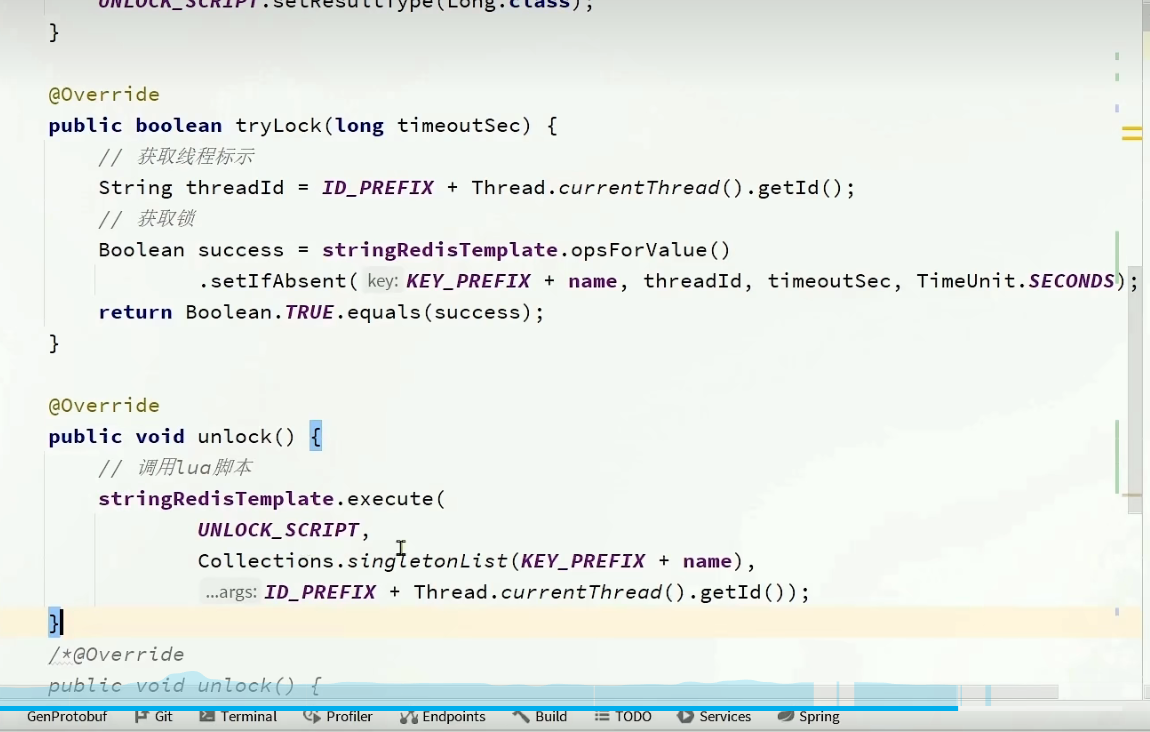 UNLOCK_SCRIPT.setResultType(Long.class);
}
@Override
public boolean tryLock(long timeoutSec) {
// 获取线程标示
String threadId = ID_PREFIX + Thread.currentThread().getId();
// 获取锁
Boolean success = stringRedisTemplate.opsForValue()
.setIfAbsent( key: KEY_PREFIX + name, threadId, timeoutSec, TimeUnit.SECONDS);
return Boolean.TRUE.equals(success);
}
@Override
public void unlock() {
// 调用lua脚本
stringRedisTemplate.execute(
UNLOCK_SCRIPT,
Collections.singletonList(KEY_PREFIX + name),
...args: ID_PREFIX + Thread.currentThread().getId());
}
/*@Override
public void unlock() {
GenProtobuf Git Terminal Profiler Endpoints Build TODO Services Spring